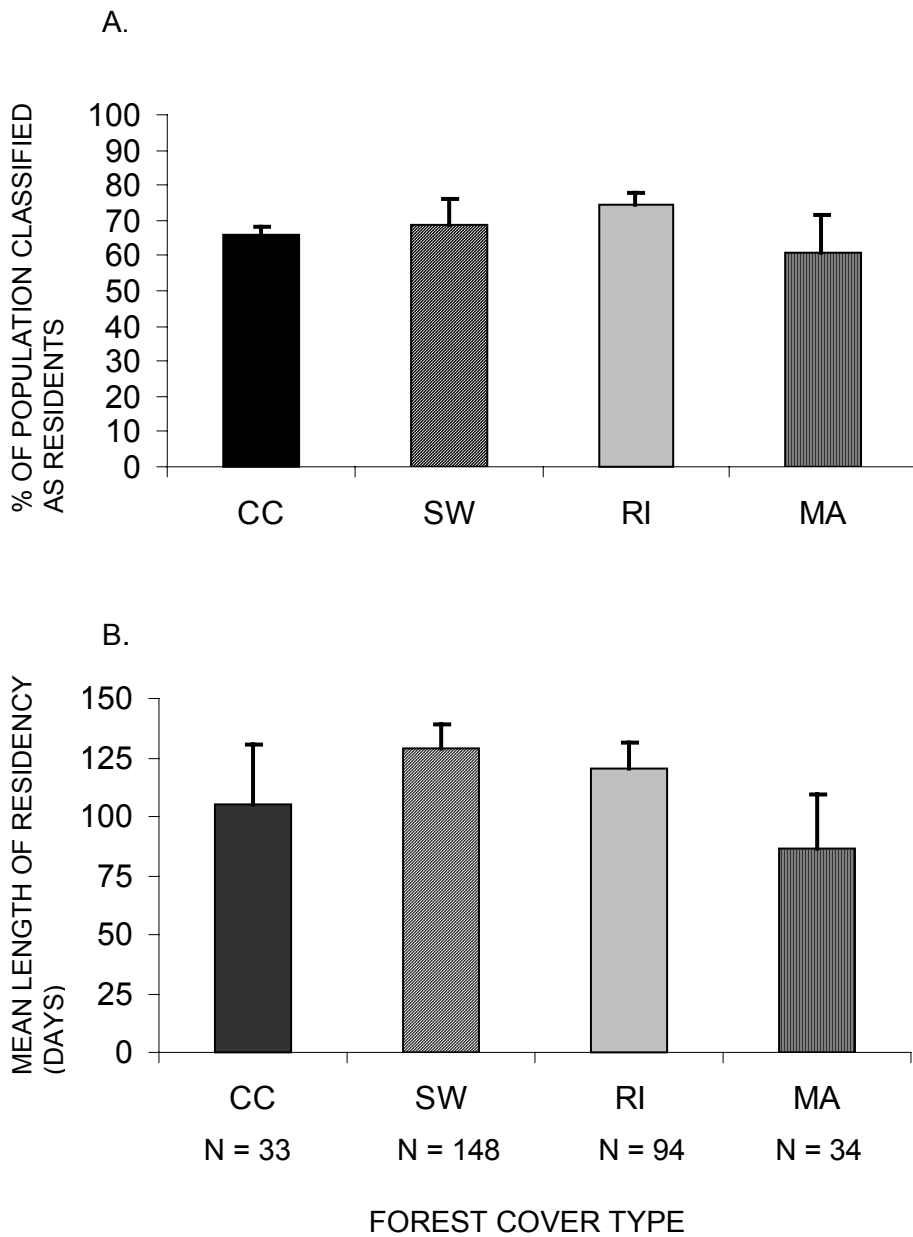 A.
% OF POPULATION CLASSIFIED
AS RESIDENTS
100
90
80
70
60
50
40
30
20
10
0
CC SW RI MA
B.
MEAN LENGTH OF RESIDENCY
(DAYS)
150
125
100
75
50
25
0
CC SW RI MA
N = 33 N = 148 N = 94 N = 34
FOREST COVER TYPE